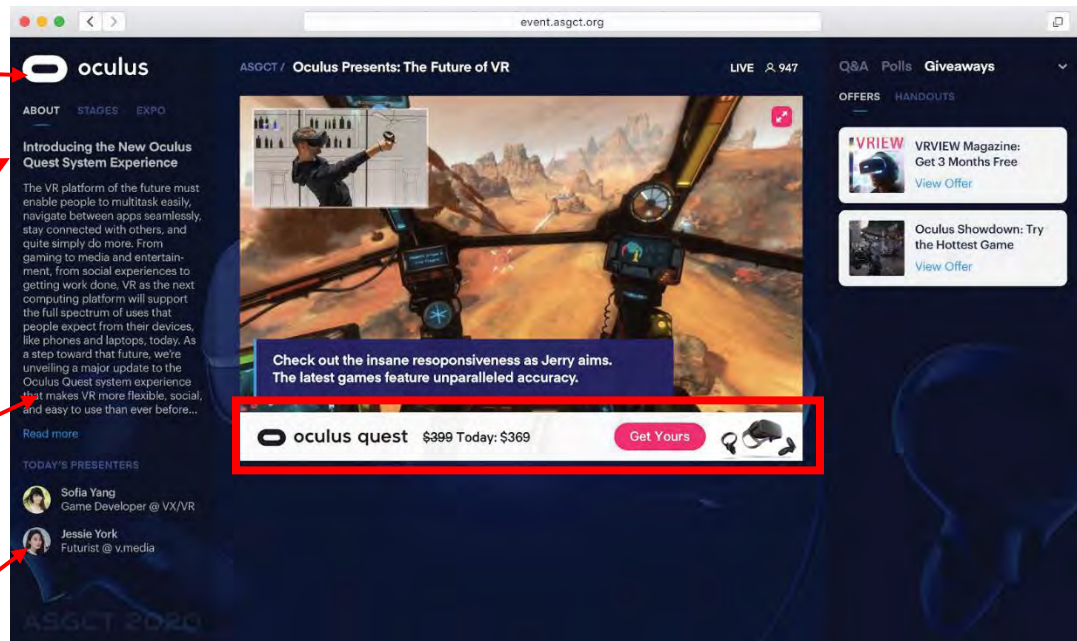 event.asgct.org
oculus
ABOUT STAGES EXPO
Introducing the New Oculus
Quest System Experience
The VR platform of the future must
enable people to multitask easily,
navigate between apps seamlessly,
stay connected with others, and
quite simply do more. From
gaming to media and entertain-
ment, from social experiences to
getting work done, VR as the next
computing platform will support
the full spectrum of uses that
people expect from their devices,
like phones and laptops, today. As
a step toward that future, we're
unveiling a major update to the
Oculus Quest system experience
that makes VR more flexible, social,
and easy to use than ever before...
Read more
TODAY'S PRESENTERS
Sofia Yang
Game Developer @ VX/VR
Jessie York
Futurist @ v.media
ASGCT 2020
ASGCT / Oculus Presents: The Future of VR
LIVE 947
Check out the insane resoponsiveness as Jerry aims.
The latest games feature unparalleled accuracy.
oculus quest $399 Today: $369 Get Yours
Q&A Polls Giveaways
OFFERS HANDOUTS
VRIEW
VRVIEW Magazine:
Get 3 Months Free
View Offer
Oculus Showdown: Try
the Hottest Game
View Offer